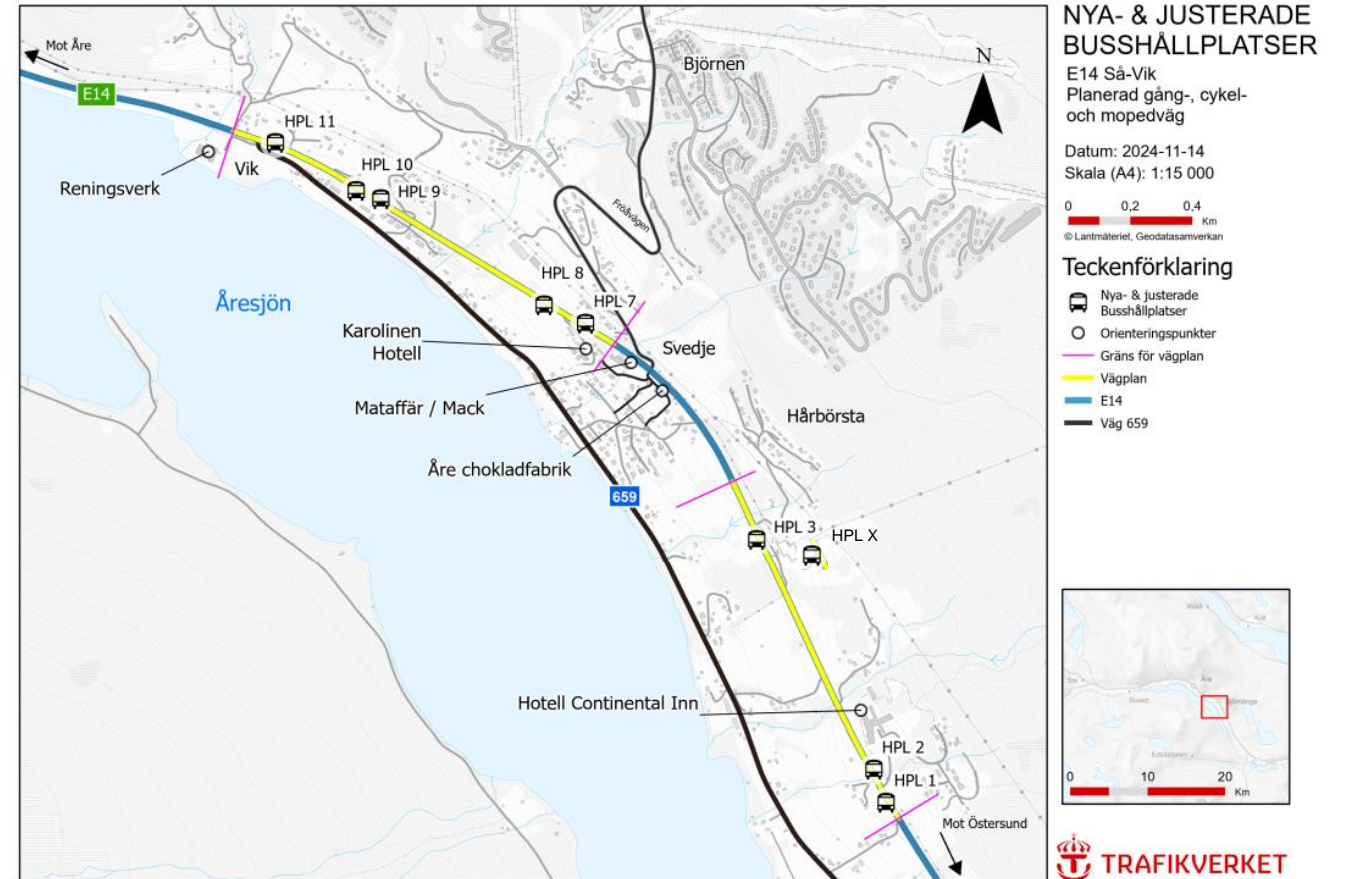 NYA- & JUSTERADE
BUSSHÅLLPLATSER
E14 Så-Vik
Planerad gång-, cykel-
och mopedväg
Datum: 2024-11-14
Skala (A4): 1:15 000
0 0,2 0,4
Km
© Lantmäteriet, Geodatasamverkan
Teckenförklaring
Nya- & justerade
Busshållplatser
Orienteringspunkter
Gräns för vägplan
Vägplan
E14
Väg 659
Mot Åre
E14
Björnen
N
HPL 11
Vik
HPL 10
HPL 9
Reningsverk
Fröåvägen
HPL 8
Åresjön
HPL 7
Karolinen
Hotell
Svedje
Mataffär / Mack
Hårbörsta
Åre chokladfabrik
659
HPL 3
HPL X
Hotell Continental Inn
HPL 2
HPL 1
Mot Östersund
Åre
0 10 20
Km
TRAFIKVERKET